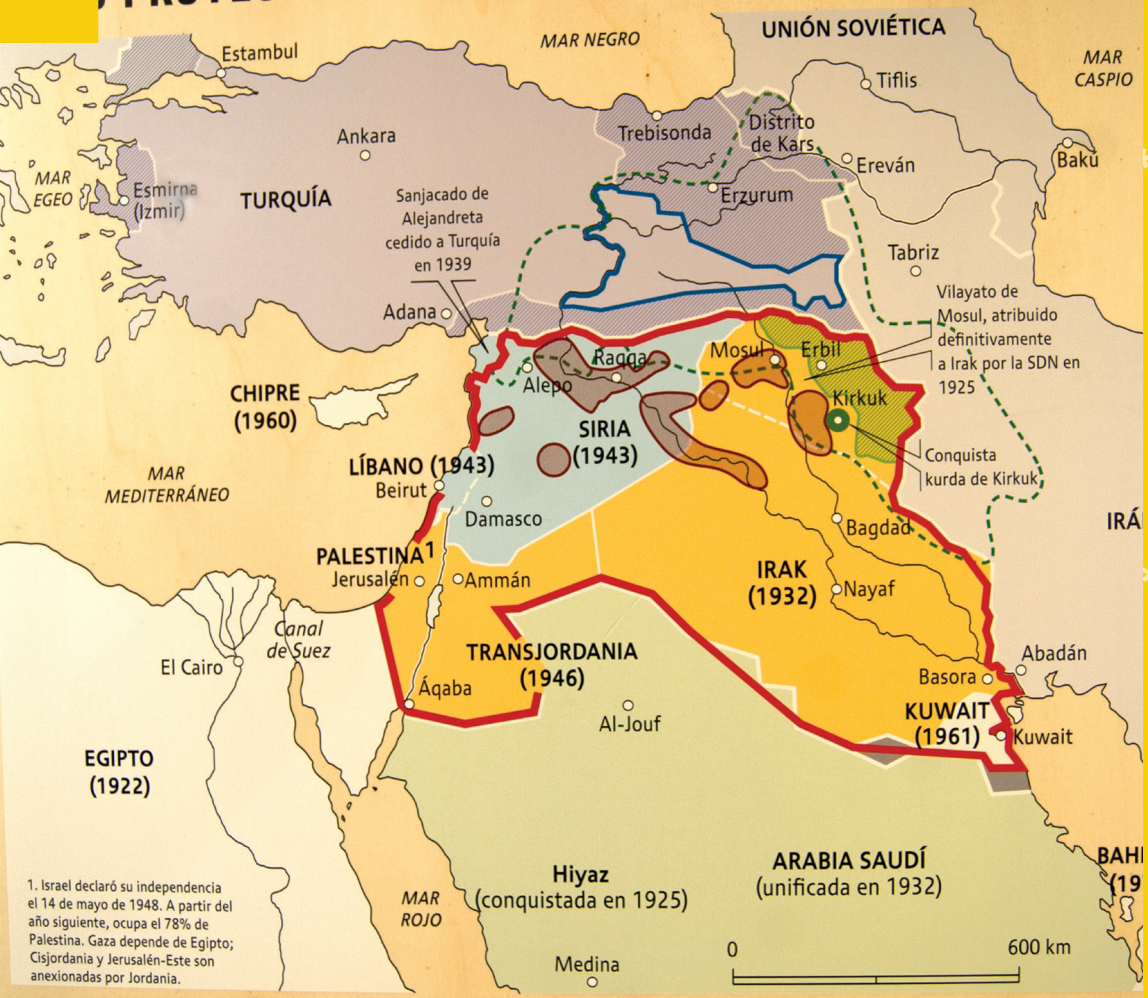 MAR NEGRO
UNIÓN SOVIÉTICA
MAR
CASPIO
Estambul
Tiflis
Ankara
Trebisonda
Distrito
de Kars
Ereván
Bakú
MAR
EGEO
Esmirna
(Izmir)
TURQUÍA
Sanjacado de
Alejandreta
cedido a Turquía
en 1939
Erzurum
Tabriz
Adana
Vilayato de
Mosul, atribuido
definitivamente
a Irak por la SDN en
1925
Raqqa
Mosul
Erbil
Alepo
CHIPRE
(1960)
Kirkuk
SIRIA
(1943)
LÍBANO (1943)
Beirut
MAR
MEDITERRÁNEO
Conquista
kurda de Kirkuk
Damasco
Bagdad
PALESTINA1
Jerusalén
Ammán
IRAK
(1932)
Nayaf
Canal
de Suez
El Cairo
TRANSJORDANIA
(1946)
Áqaba
Abadán
Basora
Al-Jouf
KUWAIT
(1961)
Kuwait
EGIPTO
(1922)
Hiyaz
(conquistada en 1925)
ARABIA SAUDÍ
(unificada en 1932)
MAR
ROJO
1. Israel declaró su independencia
el 14 de mayo de 1948. A partir del
año siguiente, ocupa el 78% de
Palestina. Gaza depende de Egipto;
Cisjordania y Jerusalén-Este son
anexionadas por Jordania.
Medina
0
600 km